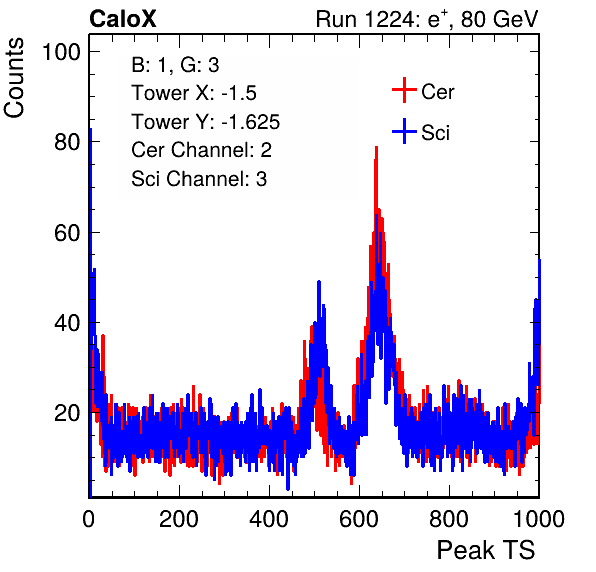 CaloX Run 1224: e⁺, 80 GeV
Counts
B: 1, G: 3
Tower X: -1.5
Tower Y: -1.625
Cer Channel: 2
Sci Channel: 3
Cer
Sci
100
80
60
40
20
0 200 400 600 800 1000
Peak TS